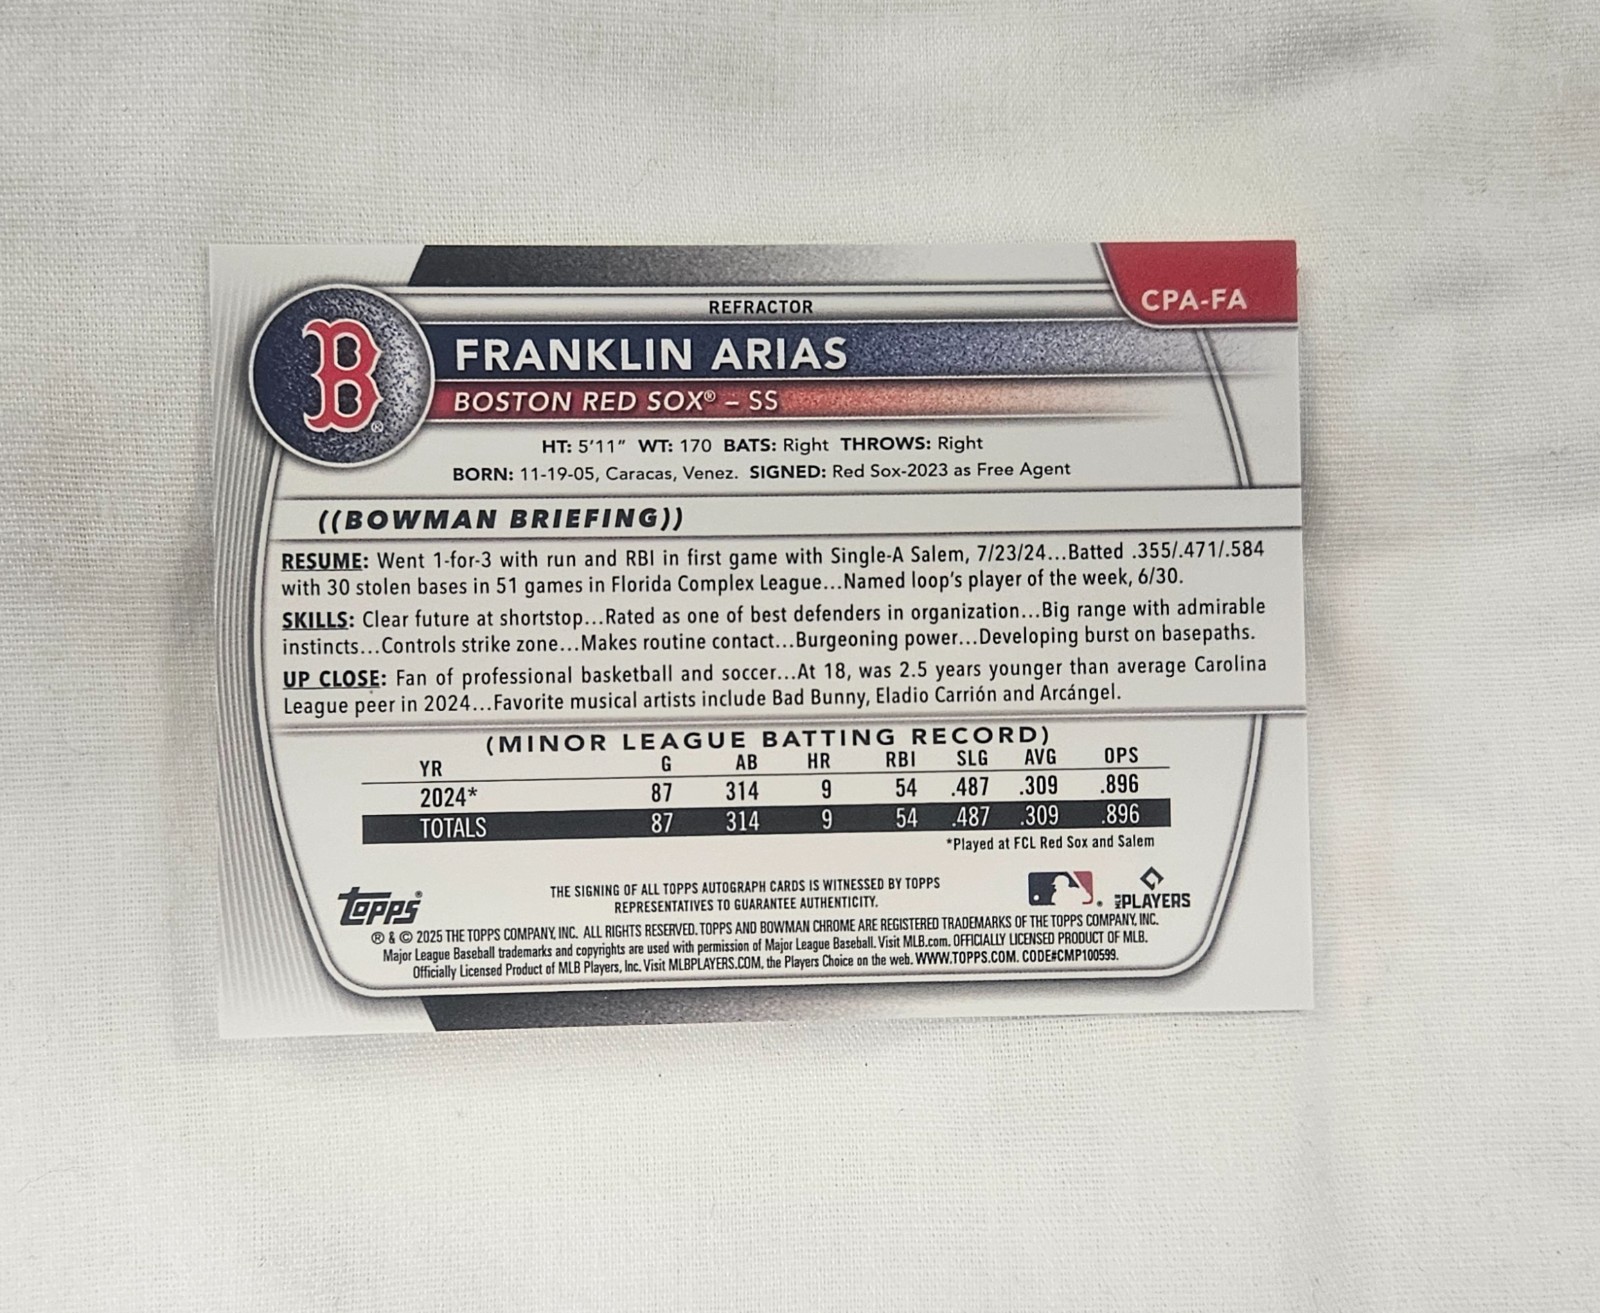 CPA-FA
REFRACTOR
B ®
FRANKLIN ARIAS
BOSTON RED SOX® – SS
HT: 5'11" WT: 170 BATS: Right THROWS: Right
BORN: 11-19-05, Caracas, Venez. SIGNED: Red Sox-2023 as Free Agent
((BOWMAN BRIEFING))
RESUME: Went 1-for-3 with run and RBI in first game with Single-A Salem, 7/23/24...Batted .355/.471/.584
with 30 stolen bases in 51 games in Florida Complex League...Named loop's player of the week, 6/30.
SKILLS: Clear future at shortstop...Rated as one of best defenders in organization...Big range with admirable
instincts...Controls strike zone...Makes routine contact...Burgeoning power...Developing burst on basepaths.
UP CLOSE: Fan of professional basketball and soccer...At 18, was 2.5 years younger than average Carolina
League peer in 2024...Favorite musical artists include Bad Bunny, Eladio Carrión and Arcángel.
(MINOR LEAGUE BATTING RECORD)
YR G AB HR RBI SLG AVG OPS
2024* 87 314 9 54 .487 .309 .896
TOTALS 87 314 9 54 .487 .309 .896
*Played at FCL Red Sox and Salem
Topps®
THE SIGNING OF ALL TOPPS AUTOGRAPH CARDS IS WITNESSED BY TOPPS
REPRESENTATIVES TO GUARANTEE AUTHENTICITY.
MLB PLAYERS
® & © 2025 THE TOPPS COMPANY, INC. ALL RIGHTS RESERVED. TOPPS AND BOWMAN CHROME ARE REGISTERED TRADEMARKS OF THE TOPPS COMPANY, INC.
Major League Baseball trademarks and copyrights are used with permission of Major League Baseball. Visit MLB.com. OFFICIALLY LICENSED PRODUCT OF MLB.
Officially Licensed Product of MLB Players, Inc. Visit MLBPLAYERS.COM, the Players Choice on the web. WWW.TOPPS.COM. CODE#CMP100599.